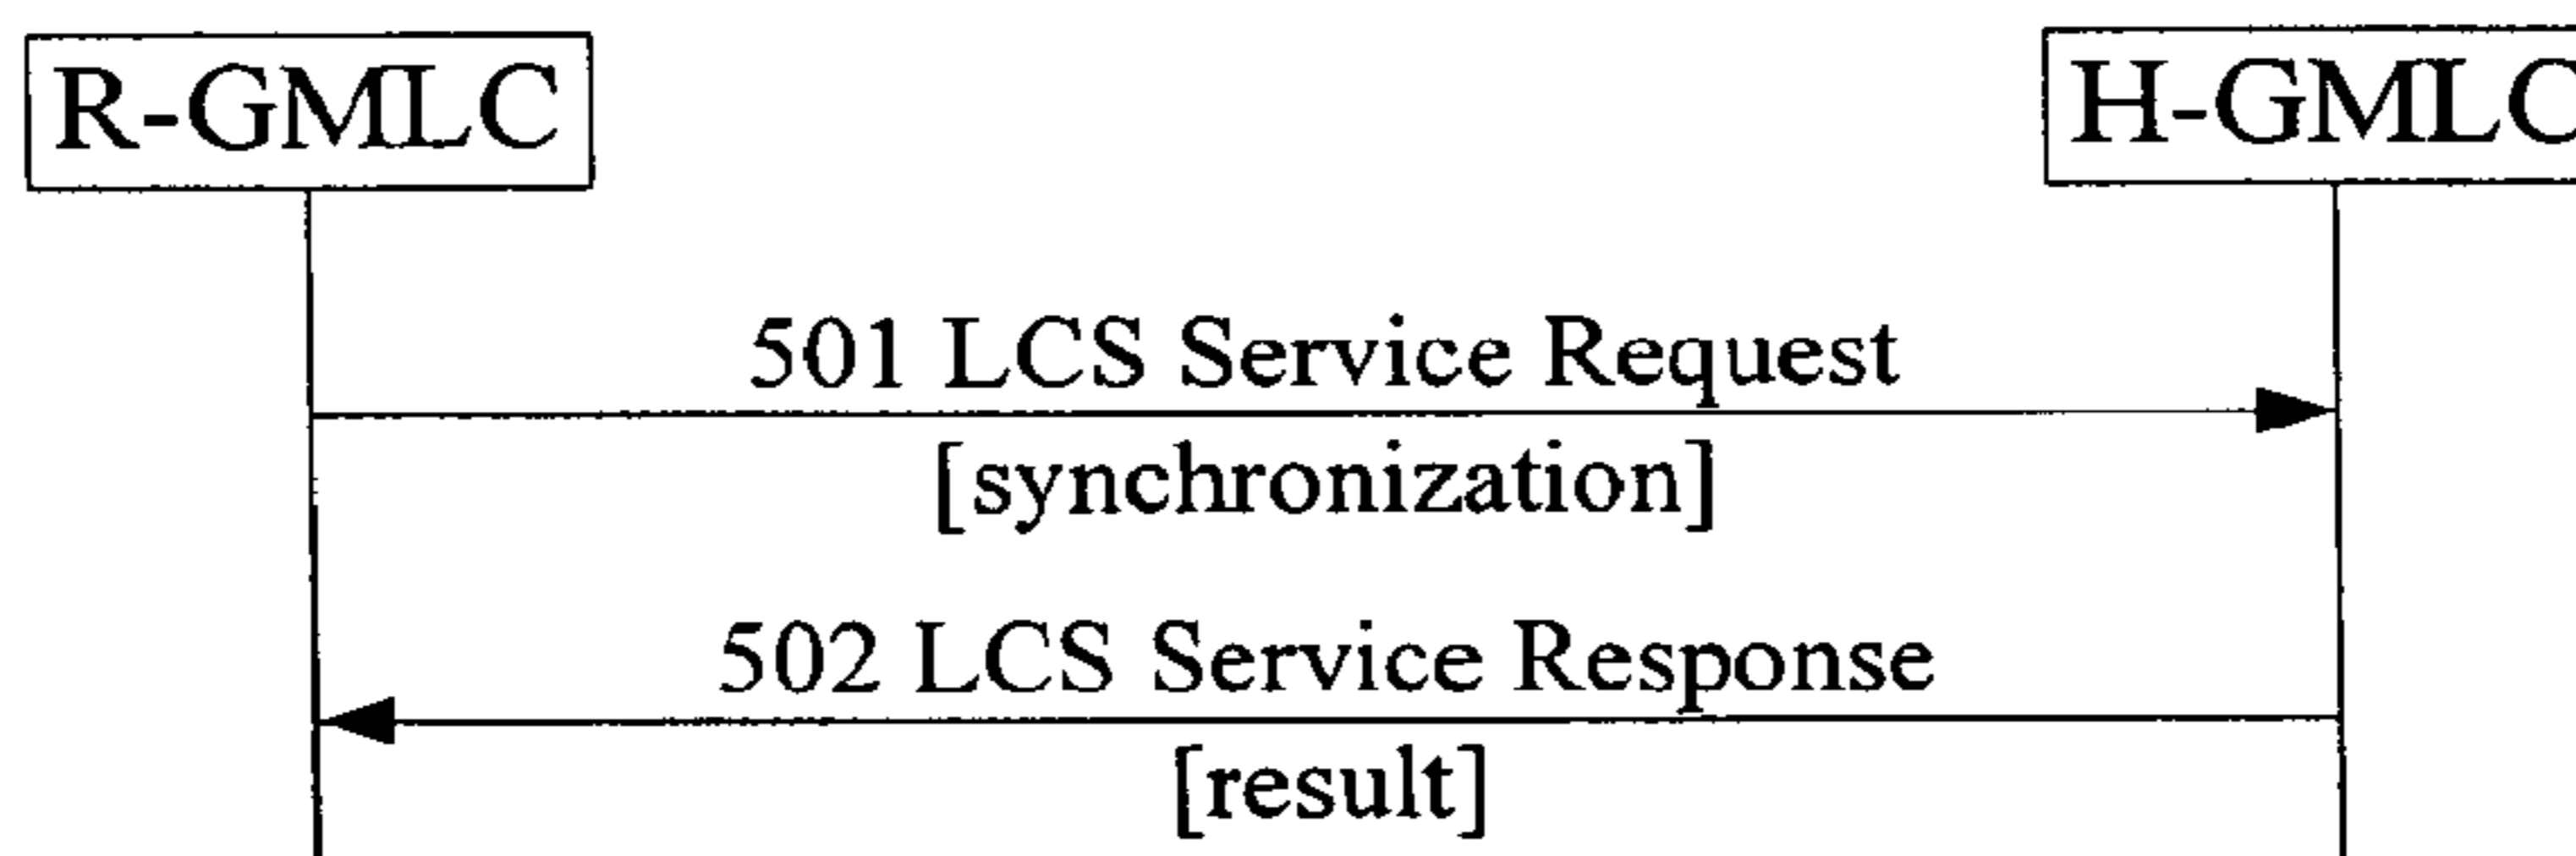 R-GMLC
H-GMLC
501 LCS Service Request
[synchronization]
502 LCS Service Response
[result]